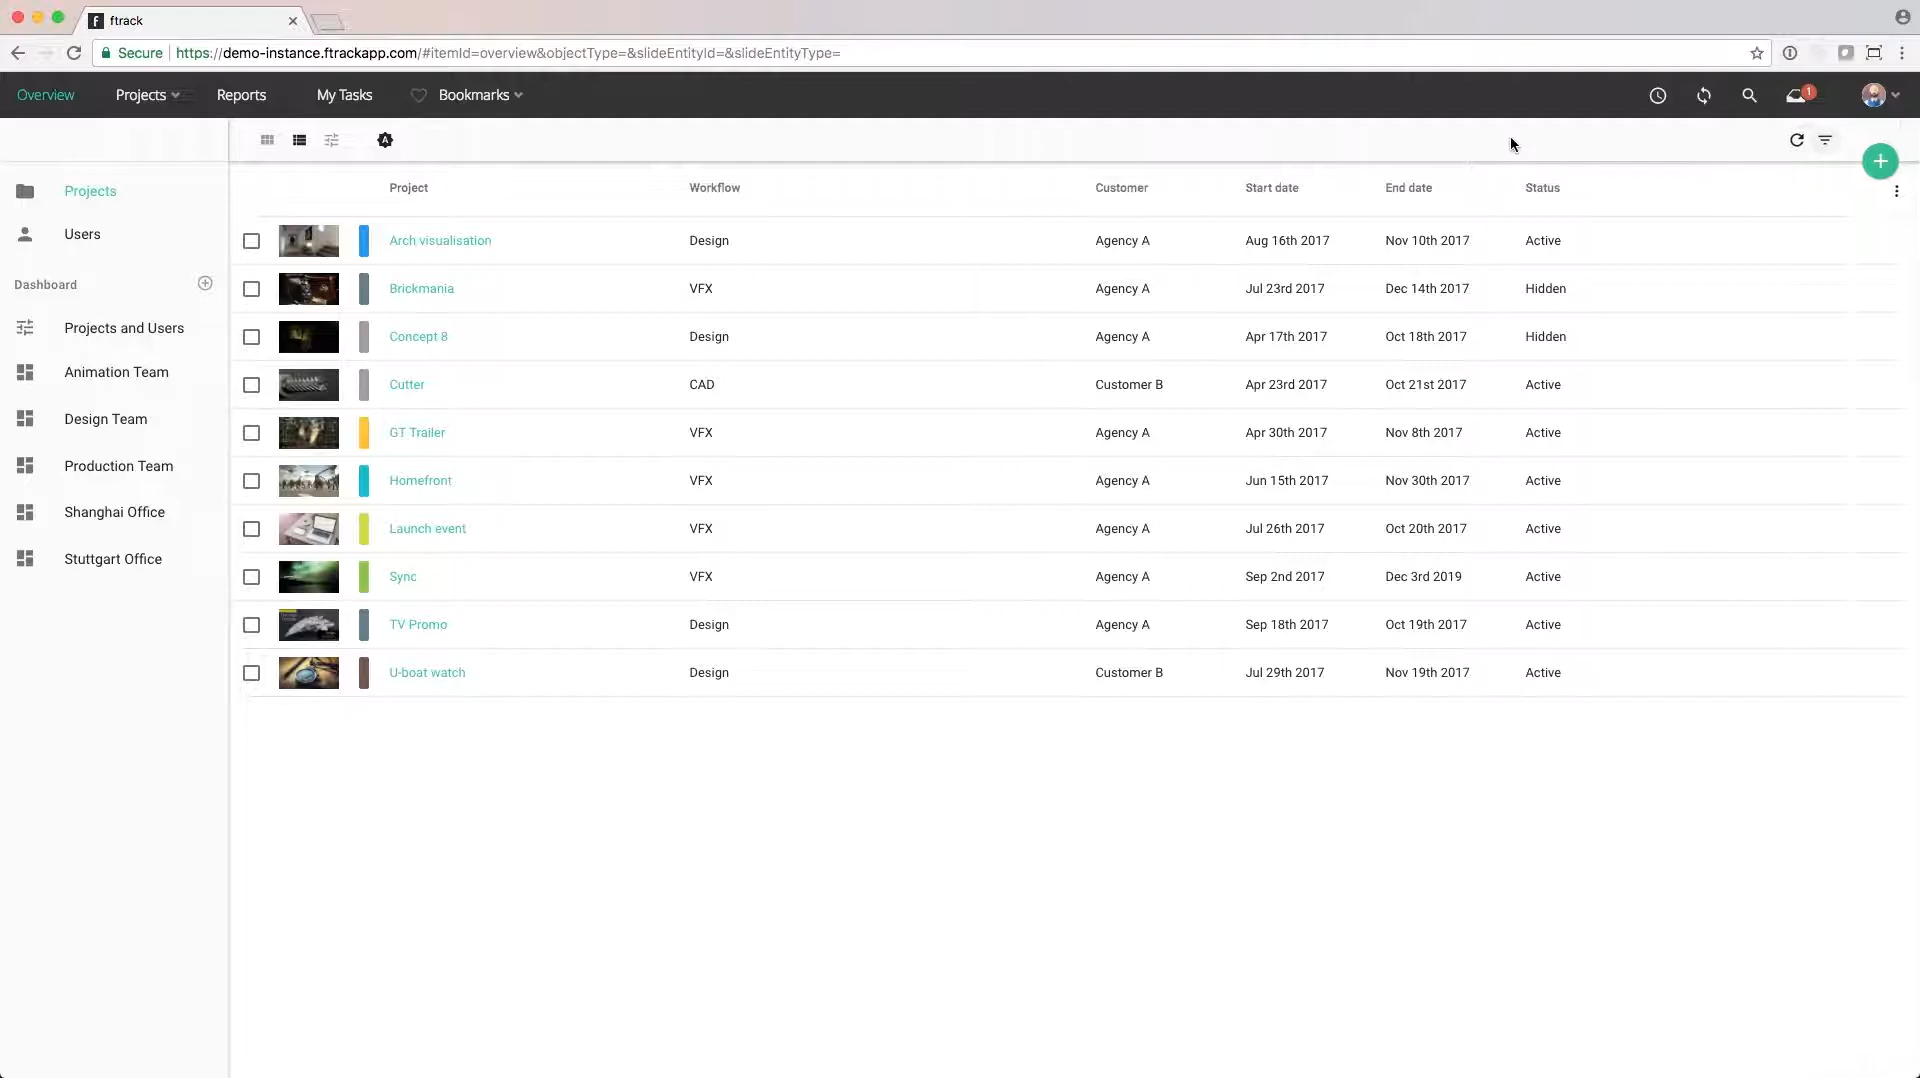 ftrack
Secure https://demo-instance.ftrackapp.com/#itemId=overview&objectType=&slideEntityId=&slideEntityType=
Overview Projects Reports My Tasks Bookmarks 1
Projects
Users
Dashboard
Projects and Users
Animation Team
Design Team
Production Team
Shanghai Office
Stuttgart Office
Project Workflow Customer Start date End date Status
Arch visualisation Design Agency A Aug 16th 2017 Nov 10th 2017 Active
Brickmania VFX Agency A Jul 23rd 2017 Dec 14th 2017 Hidden
Concept 8 Design Agency A Apr 17th 2017 Oct 18th 2017 Hidden
Cutter CAD Customer B Apr 23rd 2017 Oct 21st 2017 Active
GT Trailer VFX Agency A Apr 30th 2017 Nov 8th 2017 Active
Homefront VFX Agency A Jun 15th 2017 Nov 30th 2017 Active
Launch event VFX Agency A Jul 26th 2017 Oct 20th 2017 Active
Sync VFX Agency A Sep 2nd 2017 Dec 3rd 2019 Active
TV Promo Design Agency A Sep 18th 2017 Oct 19th 2017 Active
U-boat watch Design Customer B Jul 29th 2017 Nov 19th 2017 Active